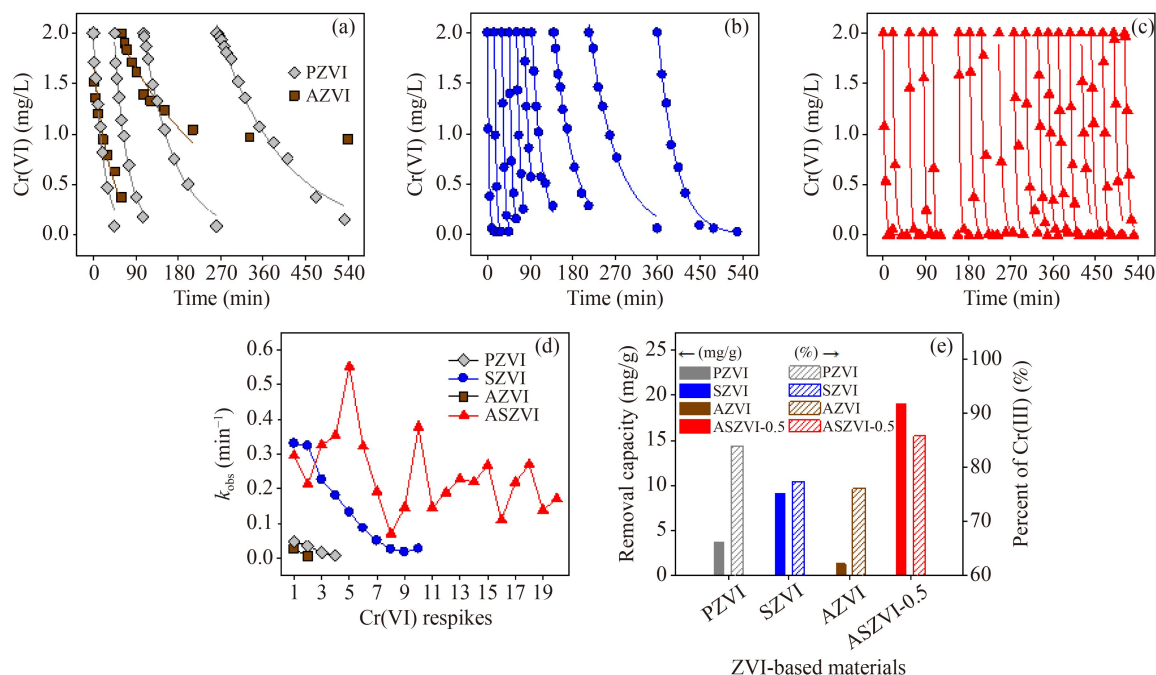 (a)
2.0
1.5
1.0
0.5
0.0
Cr(VI) (mg/L)
PZVI
AZVI
0 90 180 270 360 450 540
Time (min)
(b)
2.0
1.5
1.0
0.5
0.0
Cr(VI) (mg/L)
0 90 180 270 360 450 540
Time (min)
(c)
2.0
1.5
1.0
0.5
0.0
Cr(VI) (mg/L)
0 90 180 270 360 450 540
Time (min)
(d)
0.6
0.5
0.4
0.3
0.2
0.1
0.0
k_obs (min⁻¹)
PZVI
SZVI
AZVI
ASZVI
1 3 5 7 9 11 13 15 17 19
Cr(VI) respikes
(e)
25
20
15
10
5
0
Removal capacity (mg/g)
← (mg/g) (%) →
PZVI PZVI
SZVI SZVI
AZVI AZVI
ASZVI-0.5 ASZVI-0.5
100
90
80
70
60
Percent of Cr(III) (%)
PZVI SZVI AZVI ASZVI-0.5
ZVI-based materials